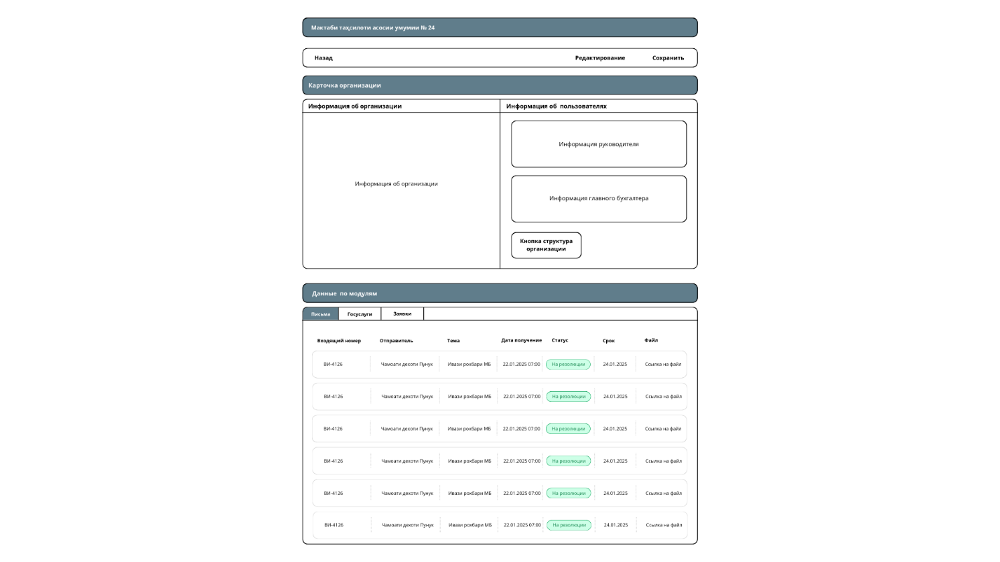 Мактаби таҳсилоти асосии умумии № 24
Назад Редактирование Сохранить
Карточка организации
Информация об организации
Информация об организации
Информация об пользователях
Информация руководителя
Информация главного бухгалтера
Кнопка структура
организации
Данные по модулям
Письма Госуслуги Заявки
Входящий номер Отправитель Тема Дата получение Статус Срок Файл
ВИ-4126 Чамоати дехоти Пунук Ивази рохбари МБ 22.01.2025 07:00 На резолюции 24.01.2025 Ссылка на файл
ВИ-4126 Чамоати дехоти Пунук Ивази рохбари МБ 22.01.2025 07:00 На резолюции 24.01.2025 Ссылка на файл
ВИ-4126 Чамоати дехоти Пунук Ивази рохбари МБ 22.01.2025 07:00 На резолюции 24.01.2025 Ссылка на файл
ВИ-4126 Чамоати дехоти Пунук Ивази рохбари МБ 22.01.2025 07:00 На резолюции 24.01.2025 Ссылка на файл
ВИ-4126 Чамоати дехоти Пунук Ивази рохбари МБ 22.01.2025 07:00 На резолюции 24.01.2025 Ссылка на файл
ВИ-4126 Чамоати дехоти Пунук Ивази рохбари МБ 22.01.2025 07:00 На резолюции 24.01.2025 Ссылка на файл